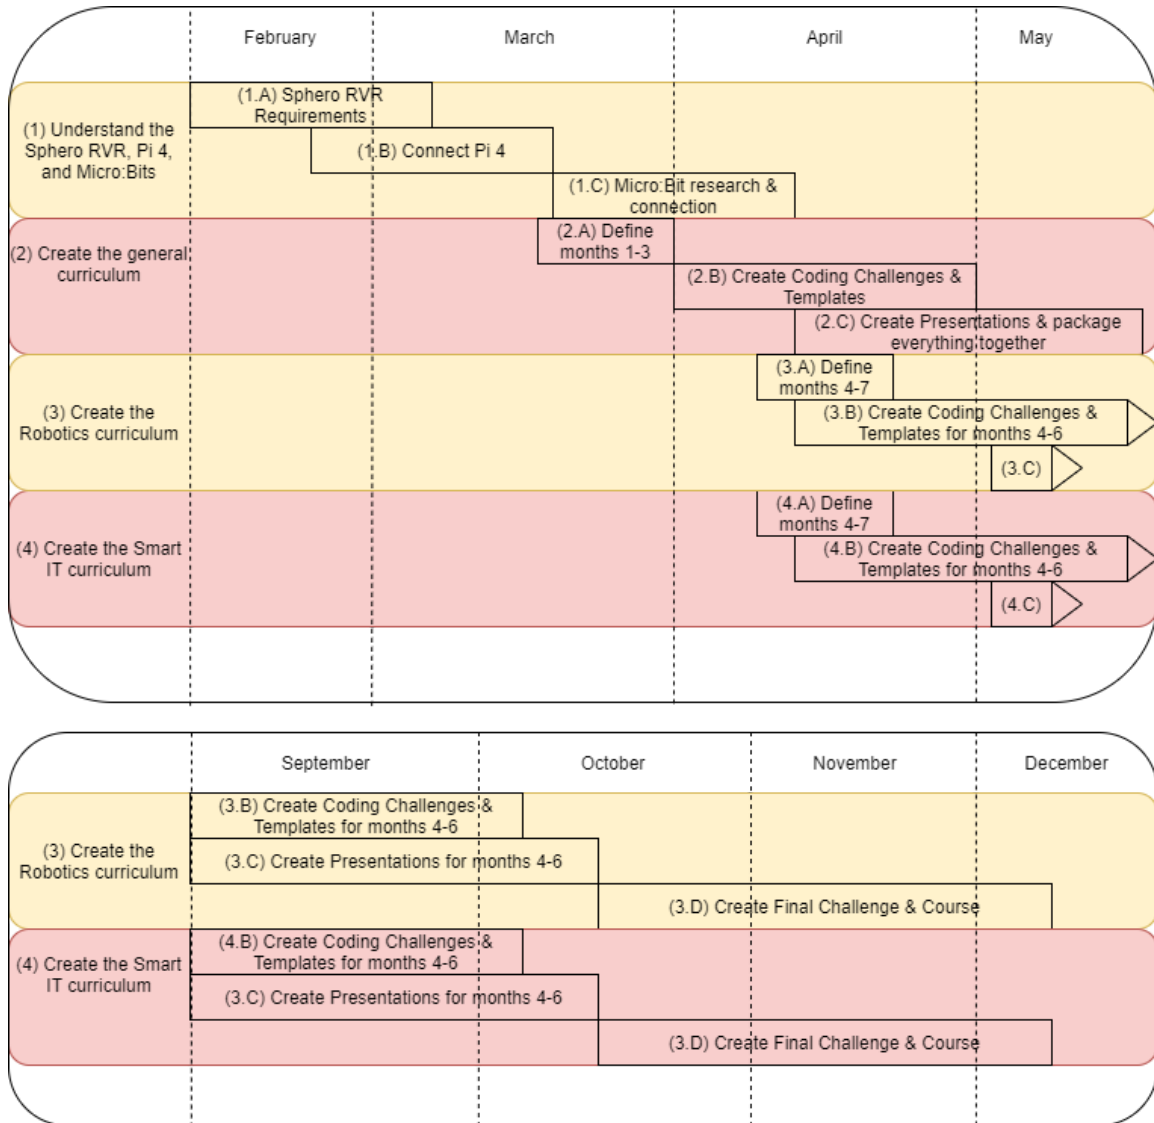 February
March
April
May
(1) Understand the
Sphero RVR, Pi 4,
and Micro:Bits
(1.A) Sphero RVR
Requirements
(1.B) Connect Pi 4
(1.C) Micro:Bit research &
connection
(2) Create the general
curriculum
(2.A) Define
months 1-3
(2.B) Create Coding Challenges &
Templates
(2.C) Create Presentations & package
everything together
(3) Create the
Robotics curriculum
(3.A) Define
months 4-7
(3.B) Create Coding Challenges &
Templates for months 4-6
(3.C)
(4) Create the Smart
IT curriculum
(4.A) Define
months 4-7
(4.B) Create Coding Challenges &
Templates for months 4-6
(4.C)
September
October
November
December
(3) Create the
Robotics curriculum
(3.B) Create Coding Challenges &
Templates for months 4-6
(3.C) Create Presentations for months 4-6
(3.D) Create Final Challenge & Course
(4) Create the Smart
IT curriculum
(4.B) Create Coding Challenges &
Templates for months 4-6
(3.C) Create Presentations for months 4-6
(3.D) Create Final Challenge & Course